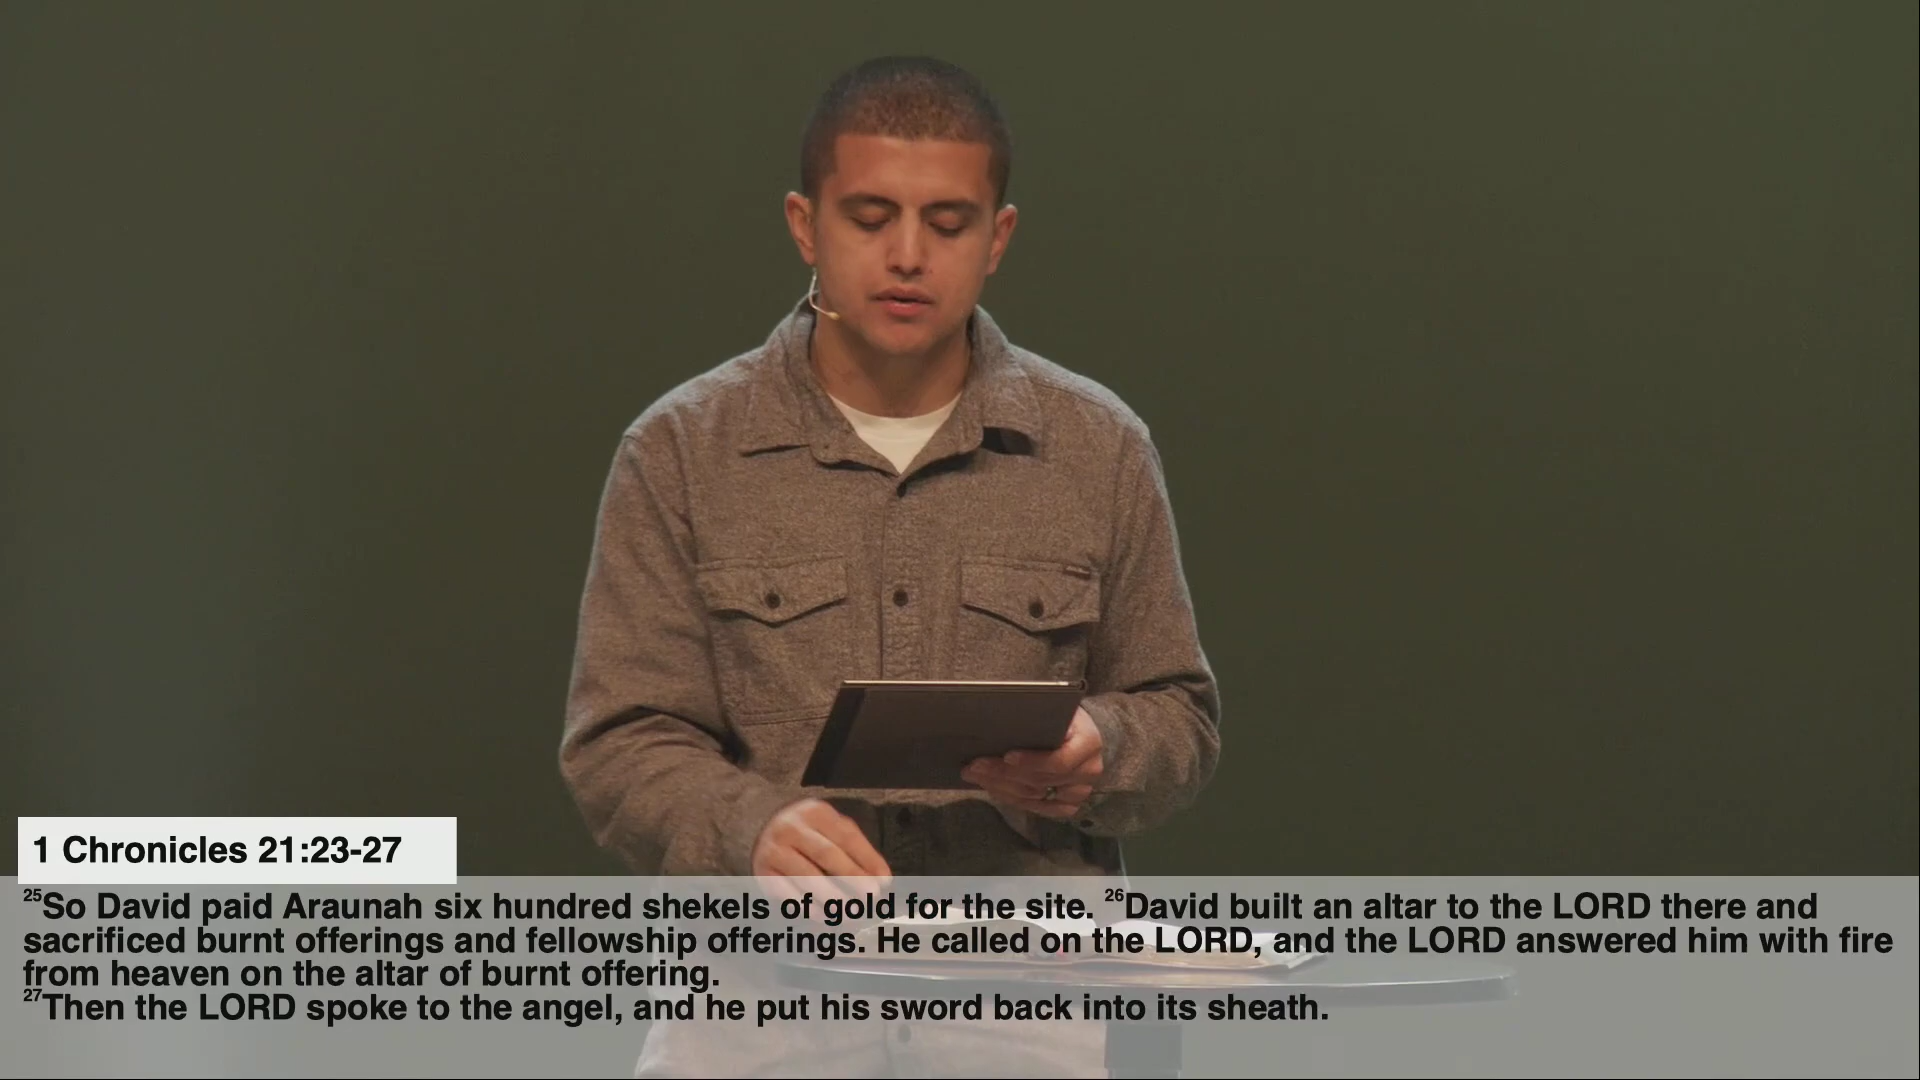 1 Chronicles 21:23-27
25So David paid Araunah six hundred shekels of gold for the site. 26David built an altar to the LORD there and
sacrificed burnt offerings and fellowship offerings. He called on the LORD, and the LORD answered him with fire
from heaven on the altar of burnt offering.
27Then the LORD spoke to the angel, and he put his sword back into its sheath.